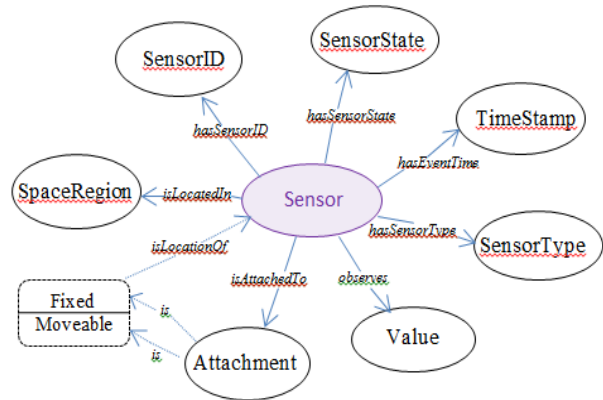 SensorState
SensorID
TimeStamp
hasSensorID
hasSensorState
hasEventTime
SpaceRegion
isLocatedIn
Sensor
hasSensorType
SensorType
isLocationOf
isAttachedTo
observes
Fixed
Moveable
is
is
Attachment
Value